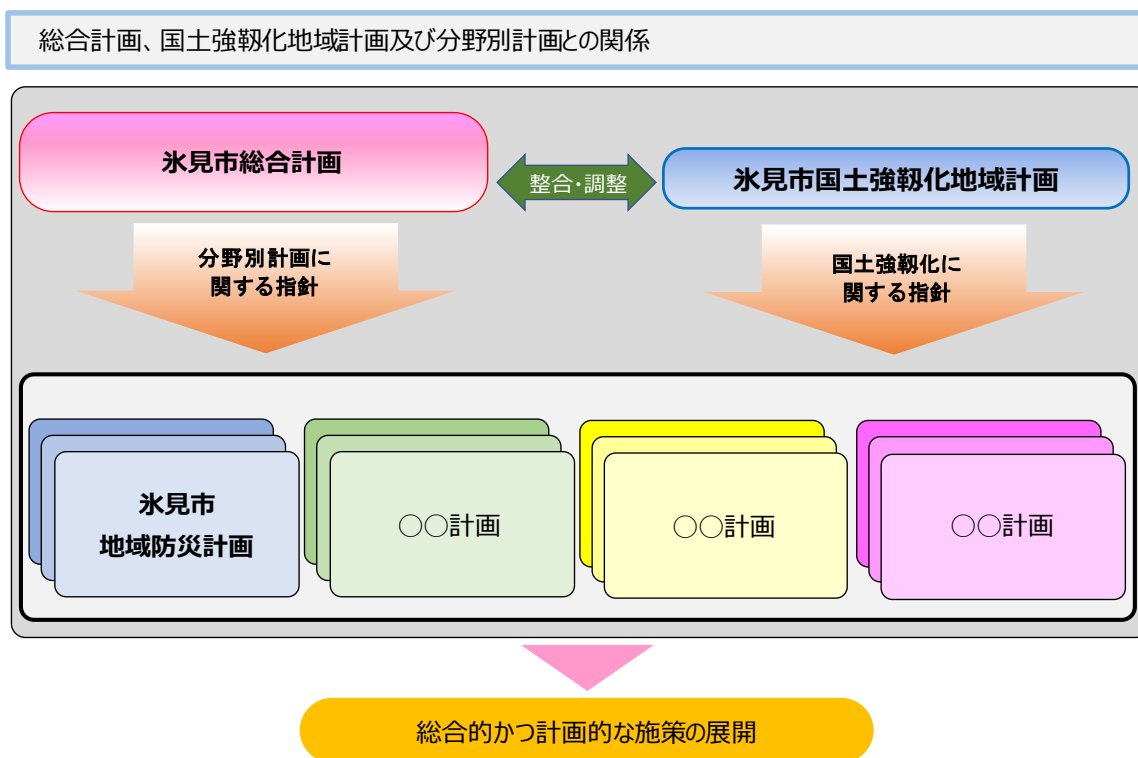 総合計画、国土強靱化地域計画及び分野別計画との関係
氷見市総合計画
整合・調整
氷見市国土強靱化地域計画
分野別計画に
関する指針
国土強靱化に
関する指針
氷見市
地域防災計画
○○計画
○○計画
○○計画
総合的かつ計画的な施策の展開